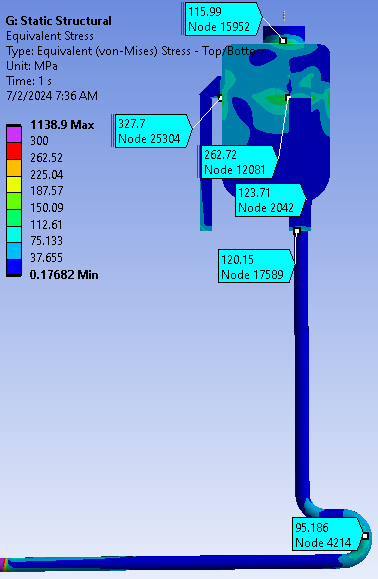 G: Static Structural
Equivalent Stress
Type: Equivalent (von-Mises) Stress - Top/Bottom
Unit: MPa
Time: 1 s
7/2/2024 7:36 AM
1138.9 Max
300
262.52
225.04
187.57
150.09
112.61
75.133
37.655
0.17682 Min
115.99
Node 15952
327.7
Node 25304
262.72
Node 12081
123.71
Node 2042
120.15
Node 17589
95.186
Node 4214